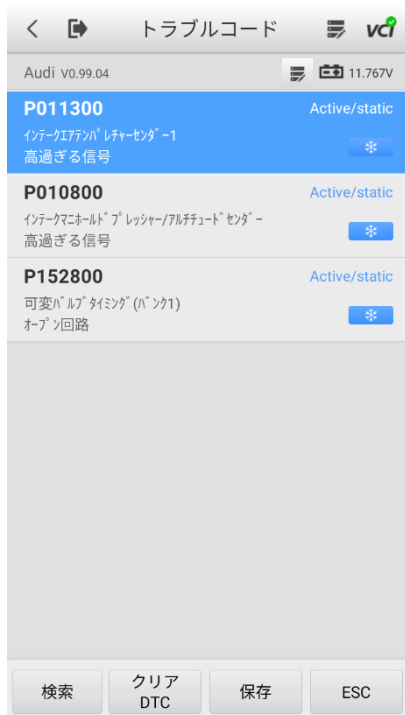 トラブルコード
vci
Audi V0.99.04
11.767V
P011300
Active/static
インテークエアテンパレチャーセンダー1
高過ぎる信号
P010800
Active/static
インテークマニホールドプレッシャー/アルチチュードセンダー
高過ぎる信号
P152800
Active/static
可変バルブタイミング(バンク1)
オープン回路
検索
クリア
DTC
保存
ESC